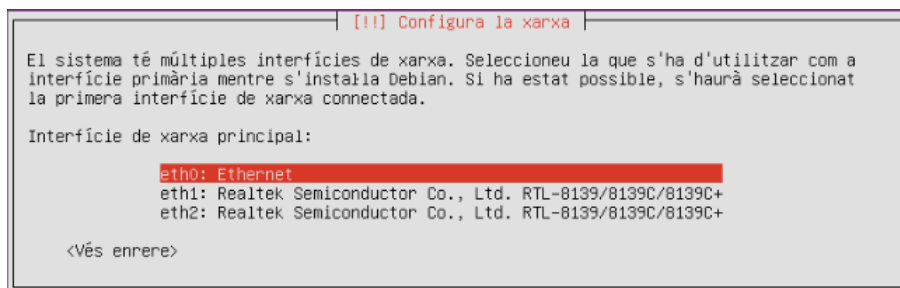 [!!] Configura la xarxa
El sistema té múltiples interfícies de xarxa. Seleccioneu la que s'ha d'utilitzar com a
interfície primària mentre s'instal·la Debian. Si ha estat possible, s'haurà seleccionat
la primera interfície de xarxa connectada.
Interfície de xarxa principal:
eth0: Ethernet
eth1: Realtek Semiconductor Co., Ltd. RTL-8139/8139C/8139C+
eth2: Realtek Semiconductor Co., Ltd. RTL-8139/8139C/8139C+
<Vés enrere>